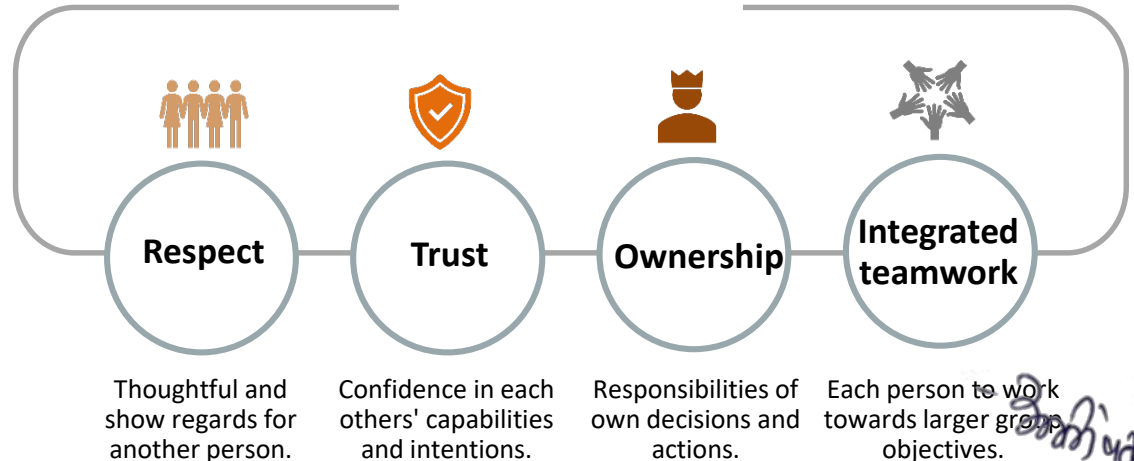 Respect
Trust
Ownership
Integrated
teamwork
Thoughtful and
show regards for
another person.
Confidence in each
others' capabilities
and intentions.
Responsibilities of
own decisions and
actions.
Each person to work
towards larger group
objectives.